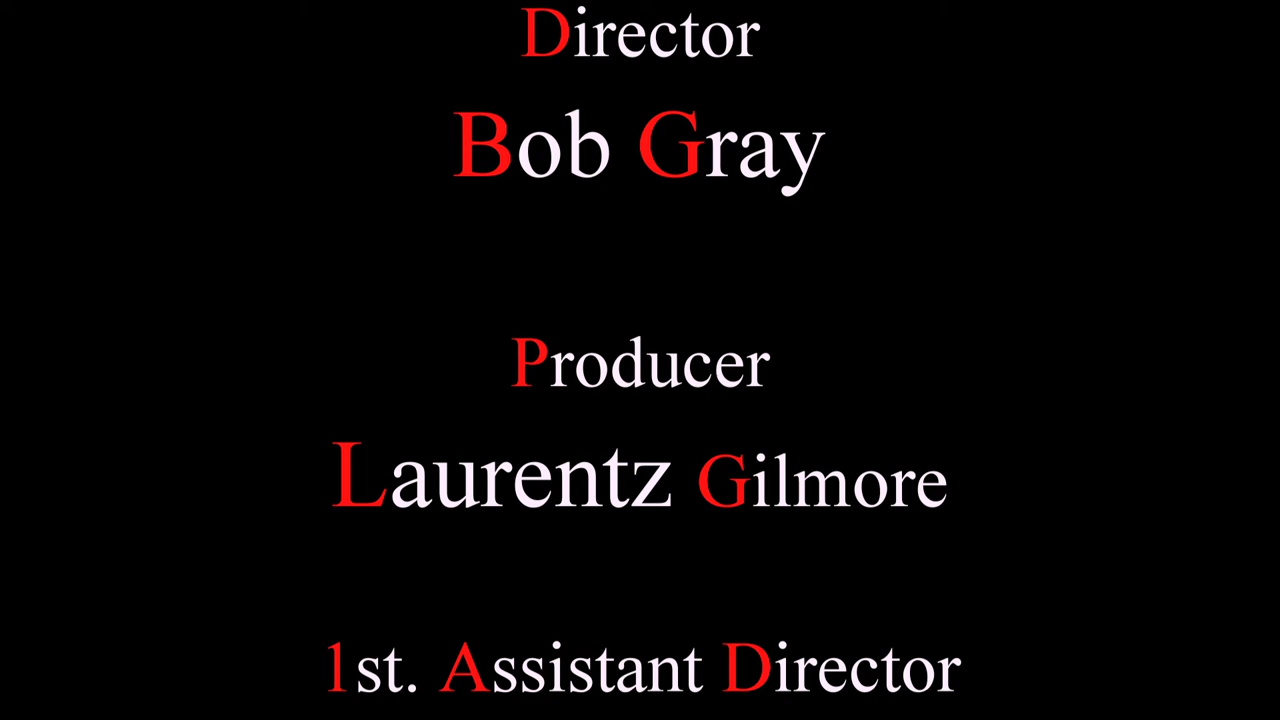 Director
Bob Gray
Producer
Laurentz Gilmore
1st. Assistant Director